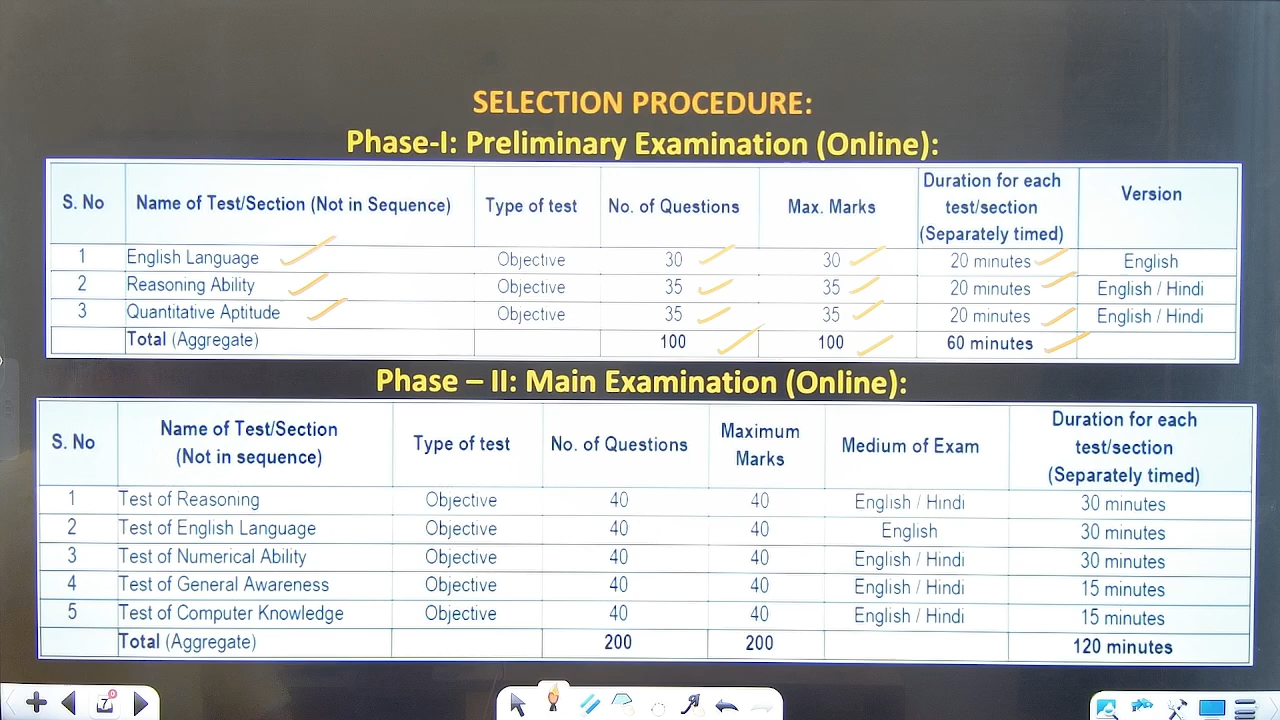 SELECTION PROCEDURE:
Phase-I: Preliminary Examination (Online):
S. No Name of Test/Section (Not in Sequence) Type of test No. of Questions Max. Marks Duration for each test/section (Separately timed) Version
1 English Language Objective 30 30 20 minutes English
2 Reasoning Ability Objective 35 35 20 minutes English / Hindi
3 Quantitative Aptitude Objective 35 35 20 minutes English / Hindi
Total (Aggregate) 100 100 60 minutes
Phase – II: Main Examination (Online):
S. No Name of Test/Section (Not in sequence) Type of test No. of Questions Maximum Marks Medium of Exam Duration for each test/section (Separately timed)
1 Test of Reasoning Objective 40 40 English / Hindi 30 minutes
2 Test of English Language Objective 40 40 English 30 minutes
3 Test of Numerical Ability Objective 40 40 English / Hindi 30 minutes
4 Test of General Awareness Objective 40 40 English / Hindi 15 minutes
5 Test of Computer Knowledge Objective 40 40 English / Hindi 15 minutes
Total (Aggregate) 200 200 120 minutes